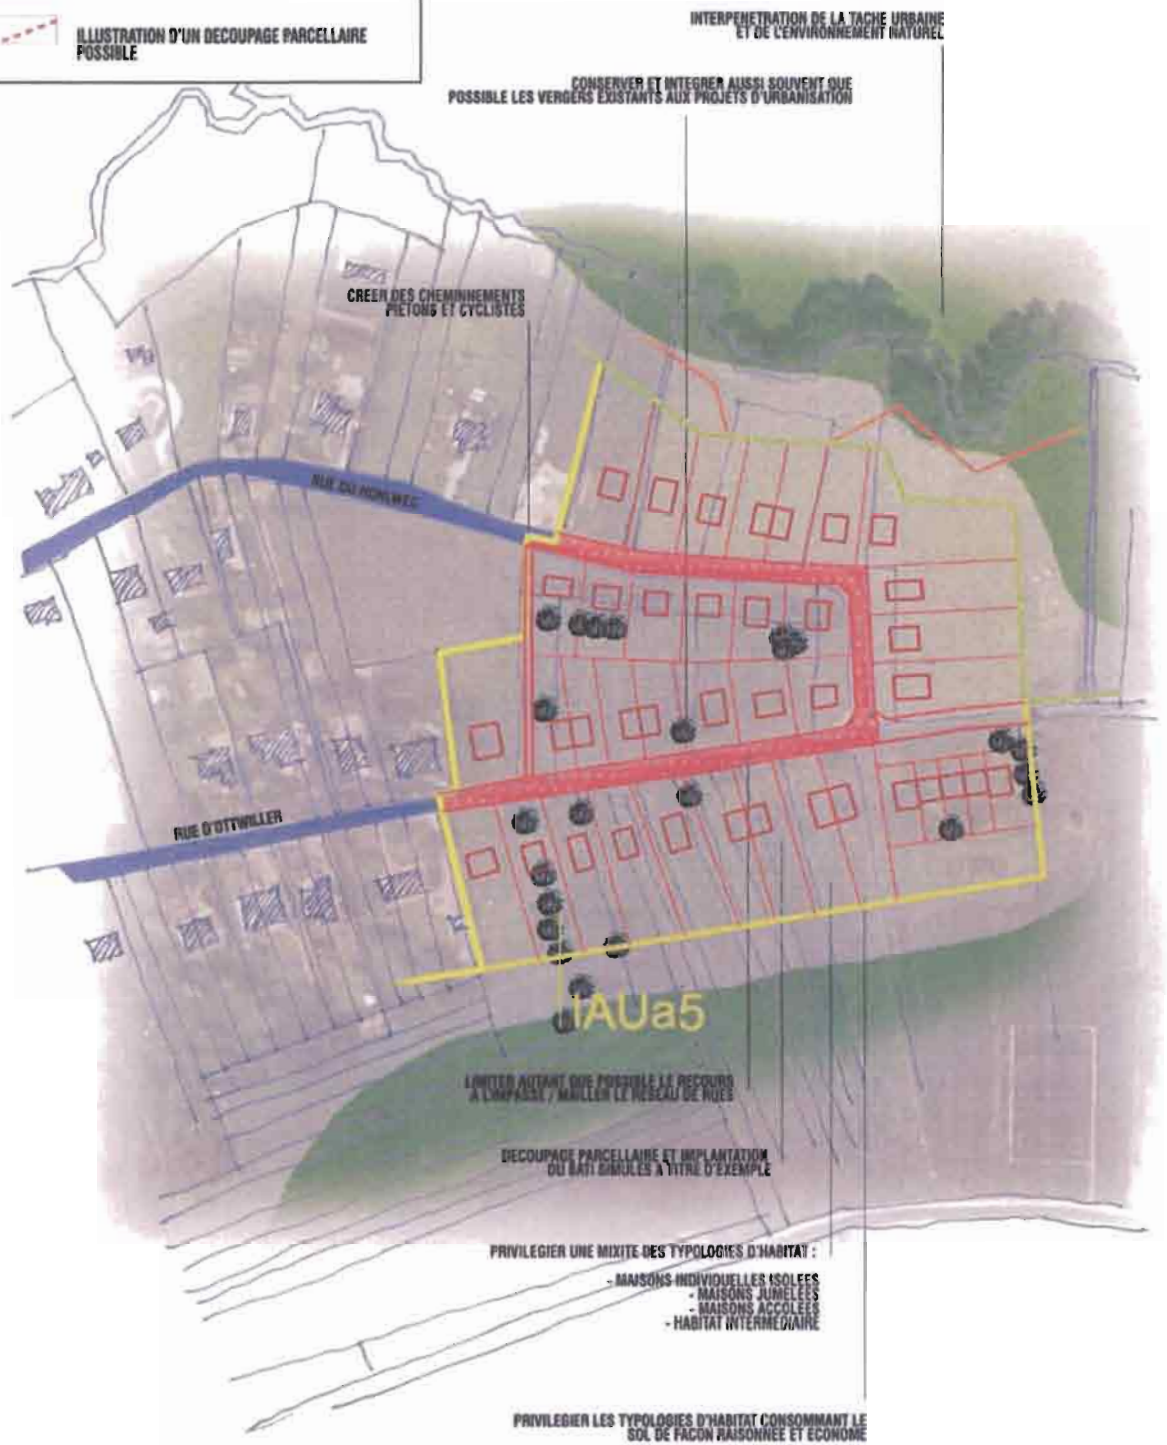 ILLUSTRATION D'UN DECOUPAGE PARCELLAIRE
POSSIBLE
INTERPENETRATION DE LA TACHE URBAINE
ET DE L'ENVIRONNEMENT NATUREL
CONSERVER ET INTEGRER AUSSI SOUVENT QUE
POSSIBLE LES VERGERS EXISTANTS AUX PROJETS D'URBANISATION
CREER DES CHEMINNEMENTS
PIETONS ET CYCLISTES
RUE DU HOHLWEG
RUE D'OTTWILLER
IAUa5
LIMITER AUTANT QUE POSSIBLE LE RECOURS
A L'IMPASSE / MAILLER LE RESEAU DE RUES
DECOUPAGE PARCELLAIRE ET IMPLANTATION
DU BATI SIMULES A TITRE D'EXEMPLE
PRIVILEGIER UNE MIXITE DES TYPOLOGIES D'HABITAT :
- MAISONS INDIVIDUELLES ISOLEES
- MAISONS JUMELEES
- MAISONS ACCOLEES
- HABITAT INTERMEDIAIRE
PRIVILEGIER LES TYPOLOGIES D'HABITAT CONSOMMANT LE
SOL DE FACON RAISONNEE ET ECONOME